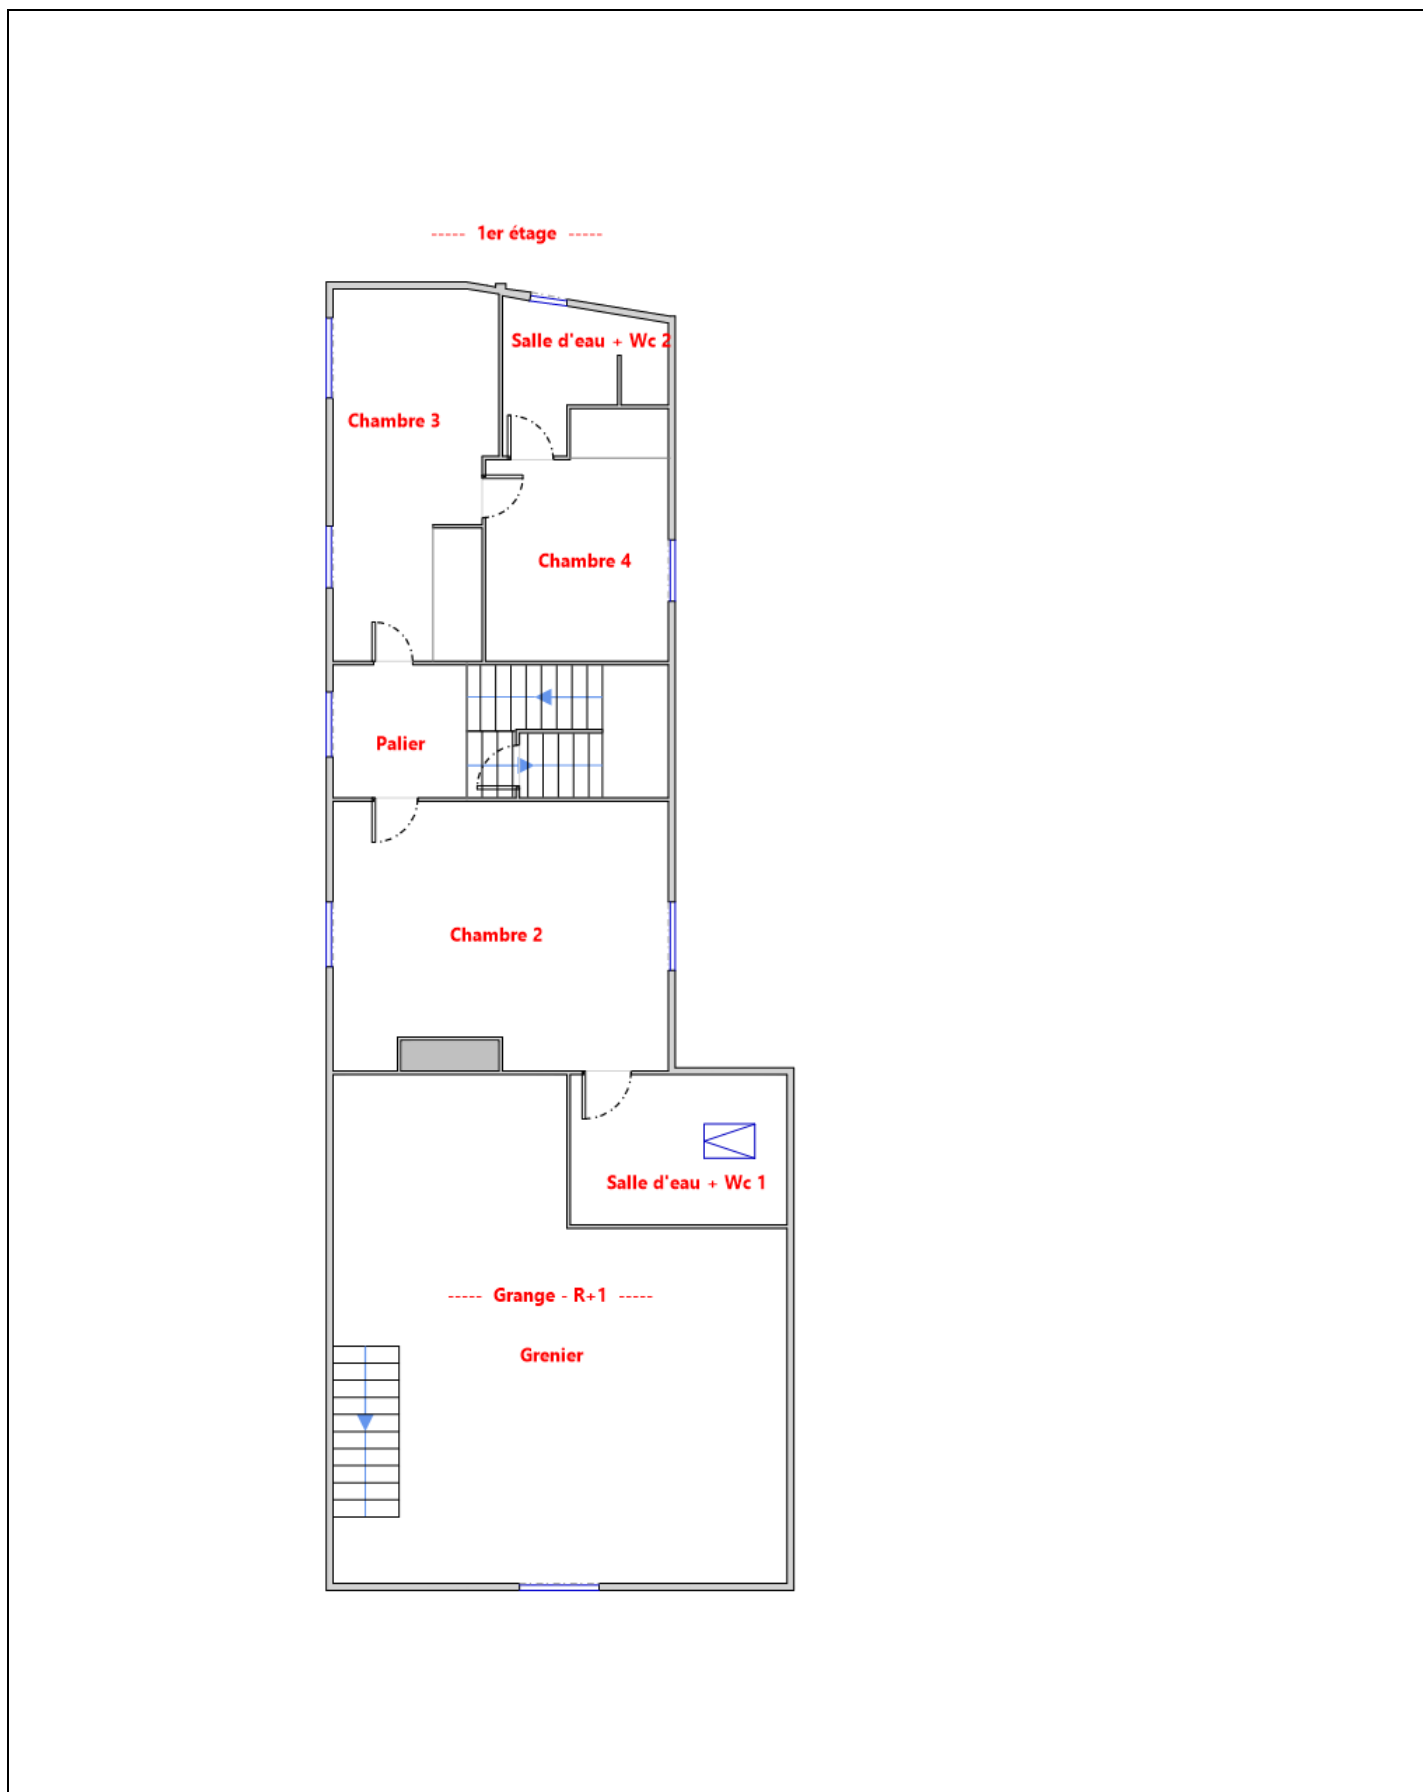 ----- 1er étage -----
Salle d'eau + Wc 2
Chambre 3
Chambre 4
Palier
Chambre 2
Salle d'eau + Wc 1
----- Grange - R+1 -----
Grenier